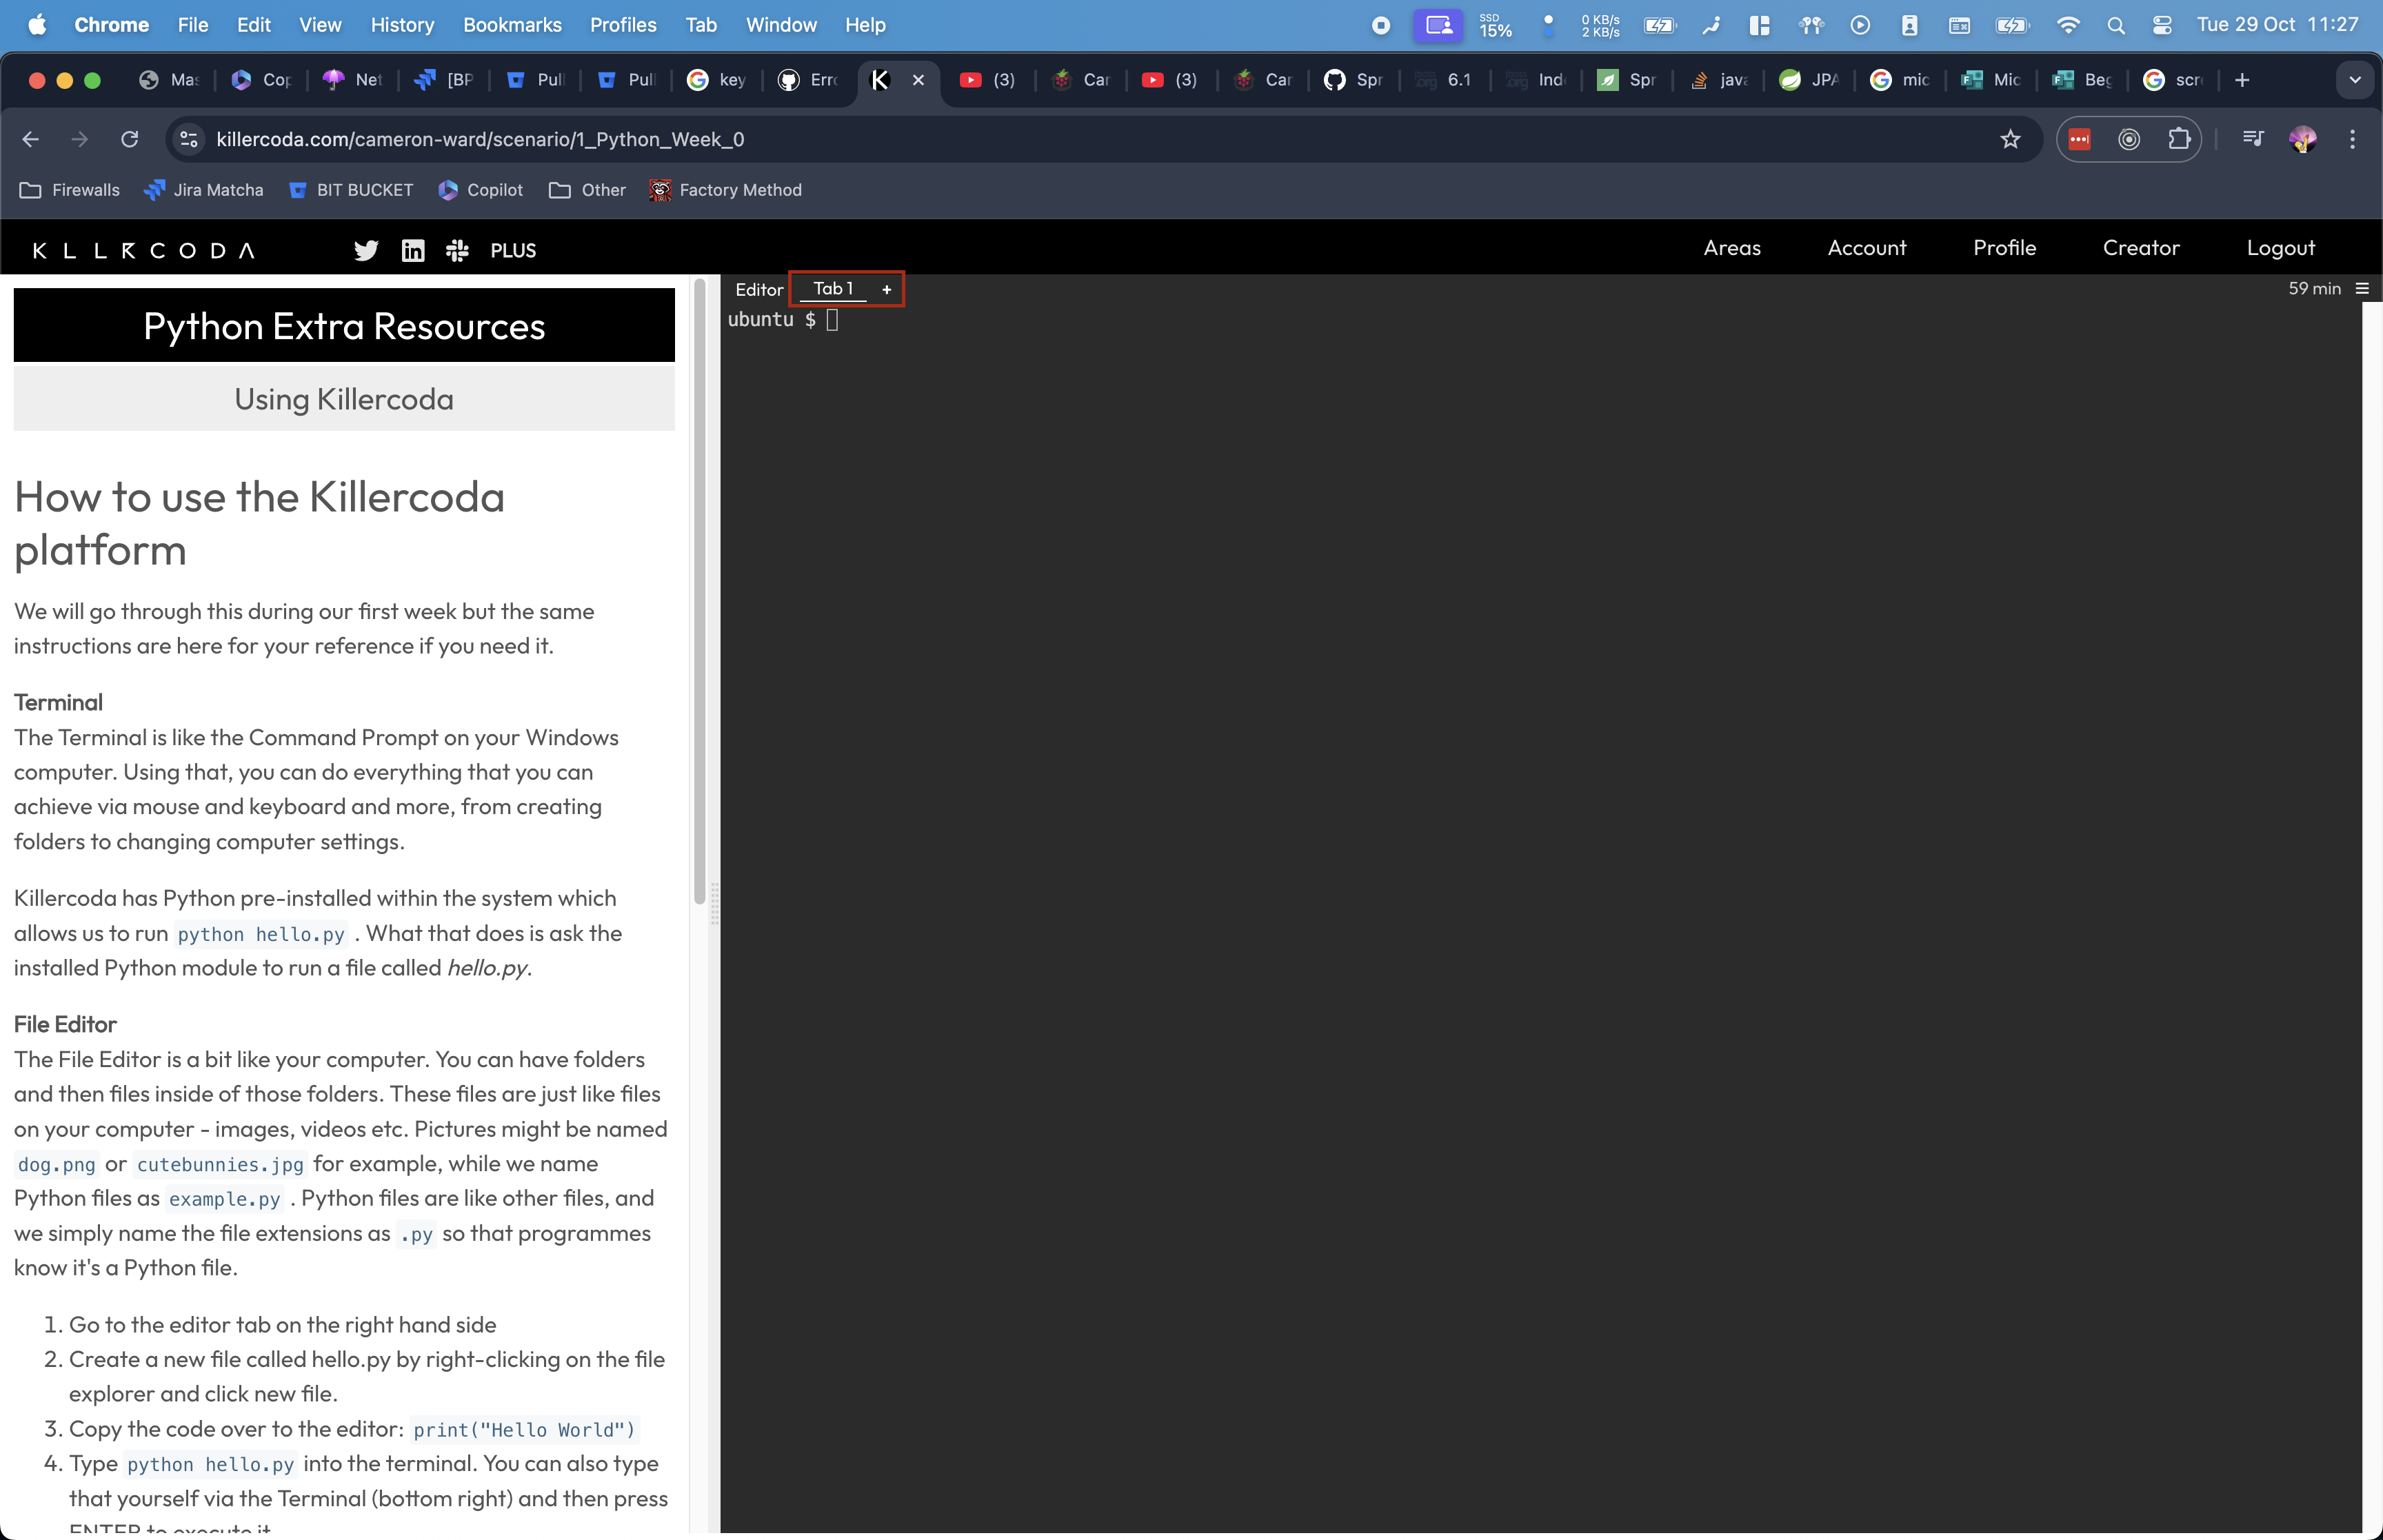 Chrome File Edit View History Bookmarks Profiles Tab Window Help
SSD 15%
0 KB/s
2 KB/s
Tue 29 Oct 11:27
Mas Cop Net [BP Pull Pull key Erro (3) Car (3) Car Spr 6.1 Ind Spr java JPA mic Mic Beg scre
killercoda.com/cameron-ward/scenario/1_Python_Week_0
Firewalls Jira Matcha BIT BUCKET Copilot Other Factory Method
KLLRCODA PLUS Areas Account Profile Creator Logout
Editor Tab 1 + 59 min
ubuntu $
Python Extra Resources
Using Killercoda
How to use the Killercoda
platform
We will go through this during our first week but the same
instructions are here for your reference if you need it.
Terminal
The Terminal is like the Command Prompt on your Windows
computer. Using that, you can do everything that you can
achieve via mouse and keyboard and more, from creating
folders to changing computer settings.
Killercoda has Python pre-installed within the system which
allows us to run python hello.py . What that does is ask the
installed Python module to run a file called hello.py.
File Editor
The File Editor is a bit like your computer. You can have folders
and then files inside of those folders. These files are just like files
on your computer - images, videos etc. Pictures might be named
dog.png or cutebunnies.jpg for example, while we name
Python files as example.py . Python files are like other files, and
we simply name the file extensions as .py so that programmes
know it's a Python file.
1. Go to the editor tab on the right hand side
2. Create a new file called hello.py by right-clicking on the file
explorer and click new file.
3. Copy the code over to the editor: print("Hello World")
4. Type python hello.py into the terminal. You can also type
that yourself via the Terminal (bottom right) and then press
ENTER to execute it